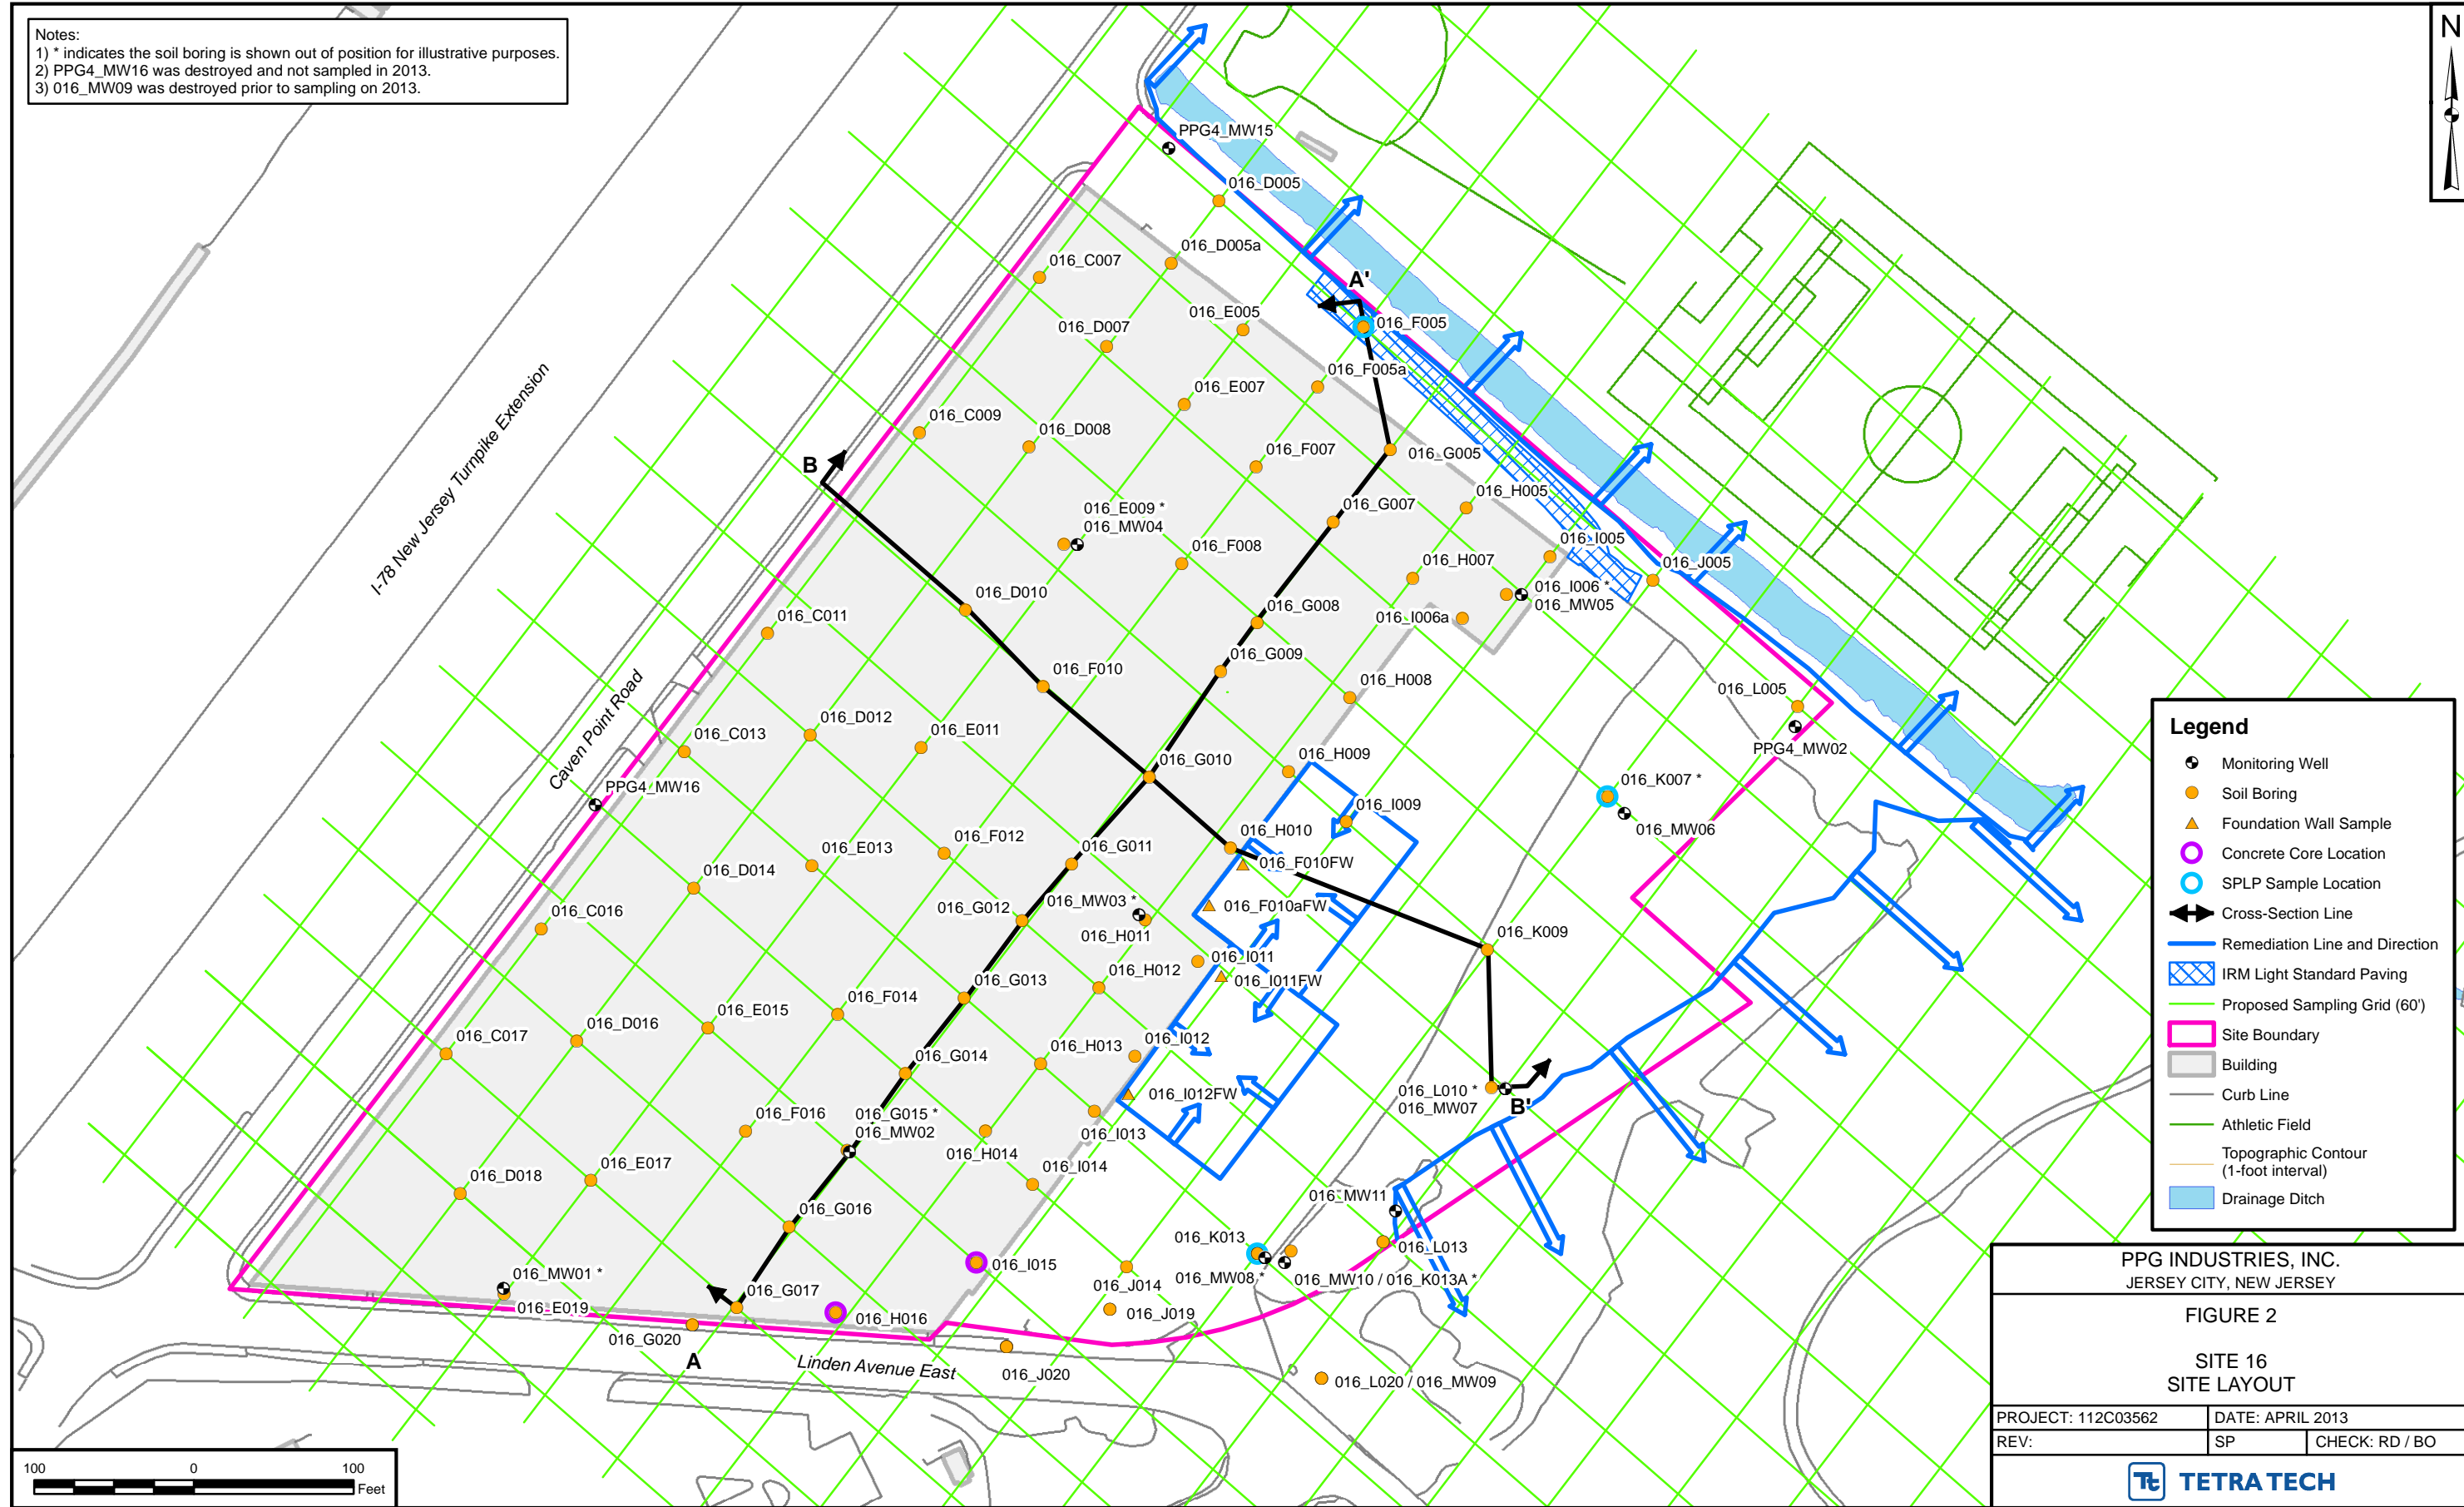 Notes:
1) * indicates the soil boring is shown out of position for illustrative purposes.
2) PPG4_MW16 was destroyed and not sampled in 2013.
3) 016_MW09 was destroyed prior to sampling on 2013.
N
PPG4_MW15
016_D005
016_D005a
016_C007
A'
016_E005
016_F005
016_D007
016_F005a
016_E007
016_C009
016_D008
016_F007
016_G005
B
016_H005
016_E009 *
016_MW04
016_G007
016_I005
016_F008
016_H007
016_J005
016_I006 *
016_MW05
016_D010
016_G008
016_I006a
016_C011
016_G009
016_F010
016_H008
016_L005
I-78 New Jersey Turnpike Extension
Caven Point Road
016_D012
016_C013
016_E011
PPG4_MW02
016_G010
016_H009
016_K007 *
PPG4_MW16
016_I009
016_MW06
016_H010
016_F012
016_G011
016_F010FW
016_E013
016_D014
016_MW03 *
016_F010aFW
016_C016
016_G012
016_H011
016_K009
016_I011
016_H012
016_I011FW
016_G013
016_F014
016_E015
016_D016
016_C017
016_I012
016_H013
016_G014
016_I012FW
016_L010 *
016_MW07
B'
016_F016
016_G015 *
016_MW02
016_I013
016_H014
016_E017
016_I014
016_D018
016_MW11
016_G016
016_K013
016_L013
016_I015
016_MW01 *
016_MW08 *
016_MW10 / 016_K013A *
016_J014
016_G017
016_E019
016_J019
016_H016
016_G020
A
Linden Avenue East
016_J020
016_L020 / 016_MW09
100
0
100
Feet
Legend
Monitoring Well
Soil Boring
Foundation Wall Sample
Concrete Core Location
SPLP Sample Location
Cross-Section Line
Remediation Line and Direction
IRM Light Standard Paving
Proposed Sampling Grid (60')
Site Boundary
Building
Curb Line
Athletic Field
Topographic Contour
(1-foot interval)
Drainage Ditch
PPG INDUSTRIES, INC.
JERSEY CITY, NEW JERSEY
FIGURE 2
SITE 16
SITE LAYOUT
PROJECT: 112C03562
DATE: APRIL 2013
REV:
SP
CHECK: RD / BO
Tt
TETRA TECH